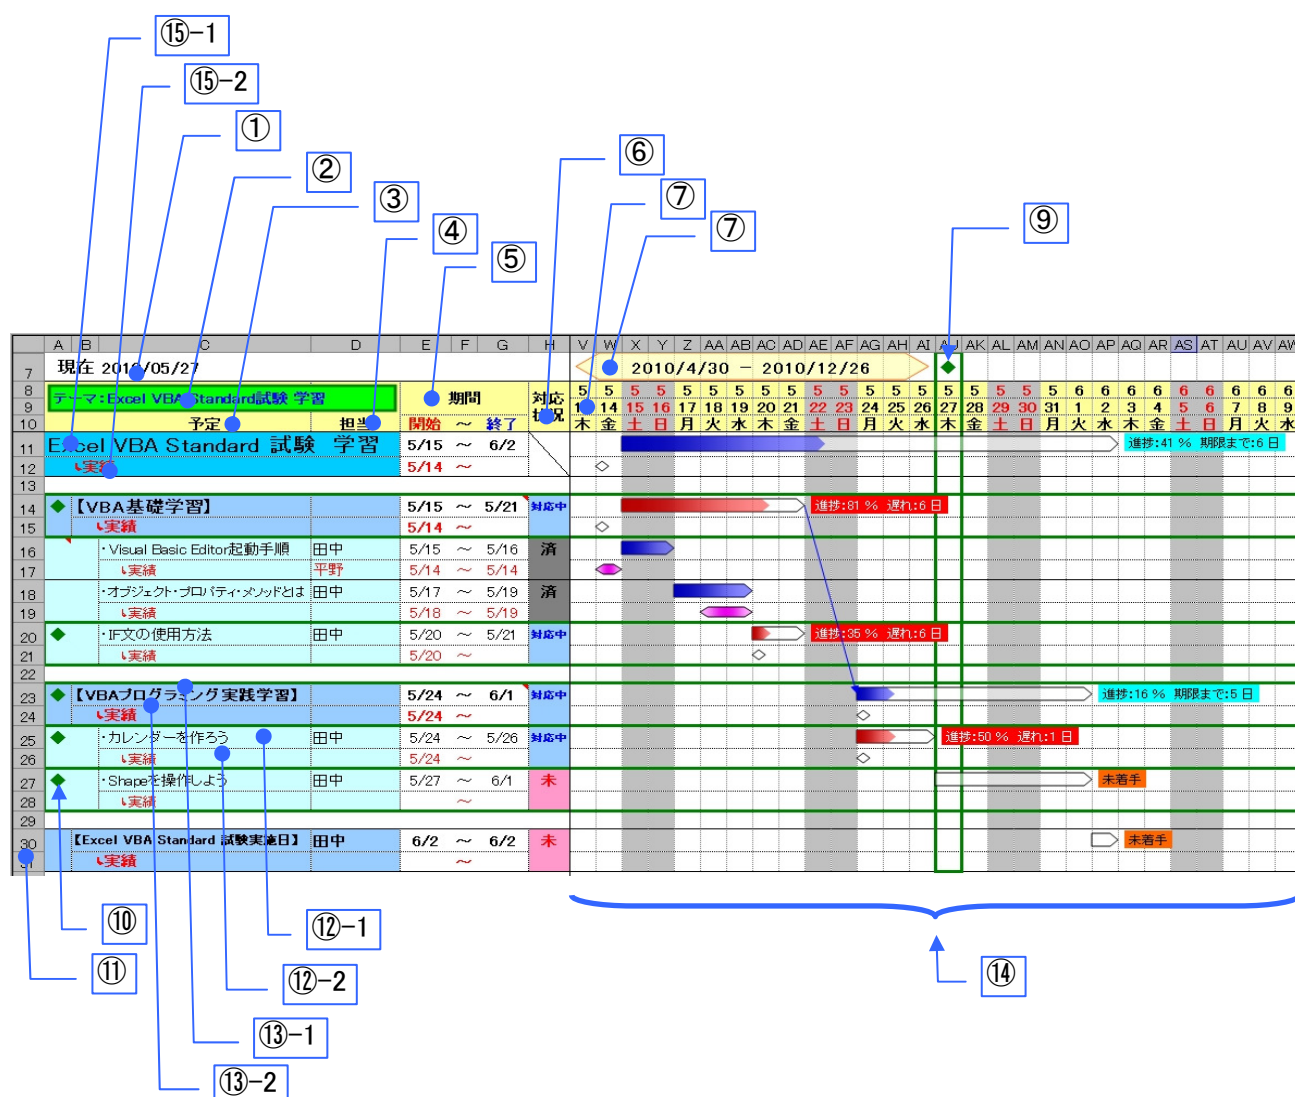 ⑮-1
⑮-2
①
②
③
④
⑤
⑥
⑦
⑦
⑨
A B C D E F G H V W X Y Z AA AB AC AD AE AF AG AH AI AJ AK AL AM AN AO AP AQ AR AS AT AU AV AW
7 現在 2010/05/27 2010/4/30 － 2010/12/26
8 テーマ:Excel VBA Standard試験 学習 期間 対応状況 5 5 5 5 5 5 5 5 5 5 5 5 5 5 5 5 5 5 5 6 6 6 6 6 6 6 6 6
9 14 15 16 17 18 19 20 21 22 23 24 25 26 27 28 29 30 31 1 2 3 4 5 6 7 8 9
10 予定 担当 開始 ～ 終了 木 金 土 日 月 火 水 木 金 土 日 月 火 水 木 金 土 日 月 火 水 木 金 土 日 月 火 水
11 Excel VBA Standard 試験 学習 5/15 ～ 6/2 進捗:41 % 期限まで:6 日
12 ┗実績 5/14 ～
13
14 ◆ 【VBA基礎学習】 5/15 ～ 5/21 対応中 進捗:81 % 遅れ:6 日
15 ┗実績 5/14 ～
16 ・Visual Basic Editor起動手順 田中 5/15 ～ 5/16 済
17 ┗実績 平野 5/14 ～ 5/14
18 ・オブジェクト・プロパティ・メソッドとは 田中 5/17 ～ 5/19 済
19 ┗実績 5/18 ～ 5/19
20 ◆ ・IF文の使用方法 田中 5/20 ～ 5/21 対応中 進捗:35 % 遅れ:6 日
21 ┗実績 5/20 ～
22
23 ◆ 【VBAプログラミング実践学習】 5/24 ～ 6/1 対応中 進捗:16 % 期限まで:5 日
24 ┗実績 5/24 ～
25 ◆ ・カレンダーを作ろう 田中 5/24 ～ 5/26 対応中 進捗:50 % 遅れ:1 日
26 ┗実績 5/24 ～
27 ◆ ・Shapeを操作しよう 田中 5/27 ～ 6/1 未 未着手
28 ┗実績 ～
29
30 【Excel VBA Standard 試験実施日】 田中 6/2 ～ 6/2 未 未着手
31 ┗実績 ～
⑩
⑪
⑫-1
⑫-2
⑬-1
⑬-2
⑭